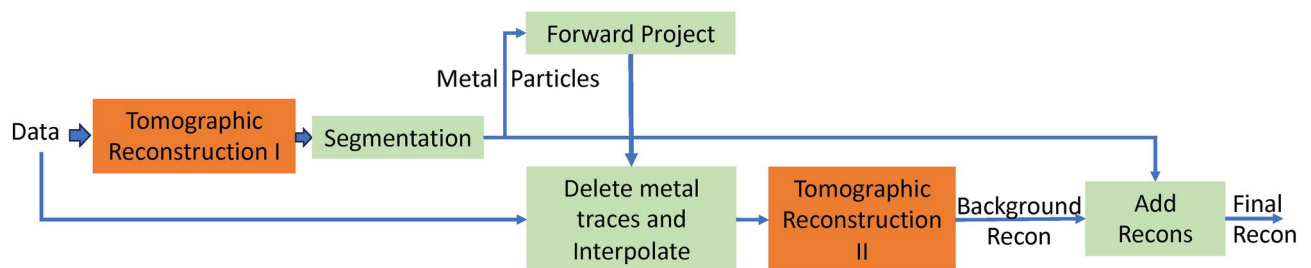 Forward Project
Metal Particles
Data
Tomographic
Reconstruction I
Segmentation
Delete metal
traces and
Interpolate
Tomographic
Reconstruction
II
Background
Recon
Add
Recons
Final
Recon